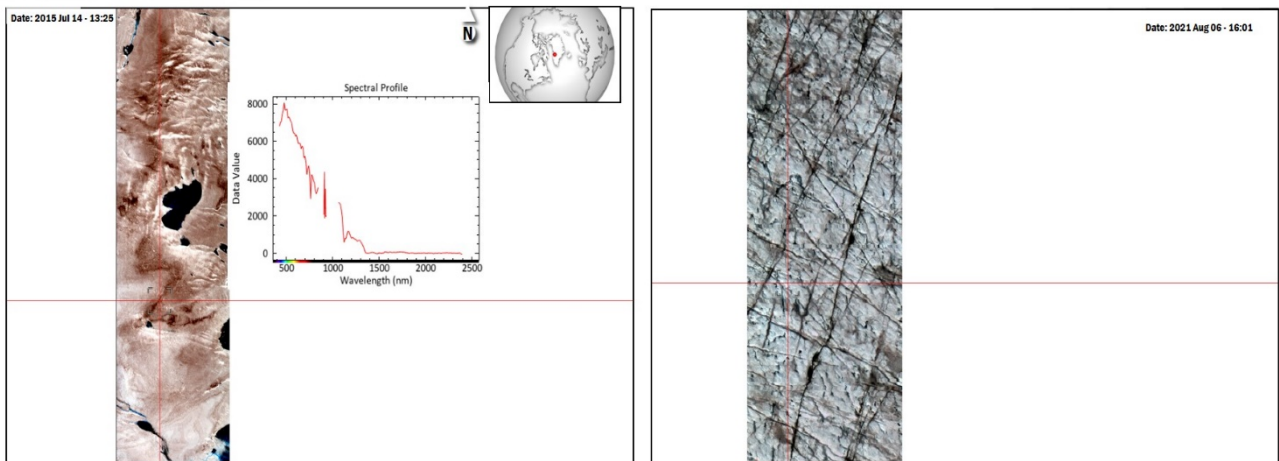 Date: 2015 Jul 14 - 13:25
N
Spectral Profile
8000
6000
4000
2000
0
Data Value
500 1000 1500 2000 2500
Wavelength (nm)
Date: 2021 Aug 06 - 16:01